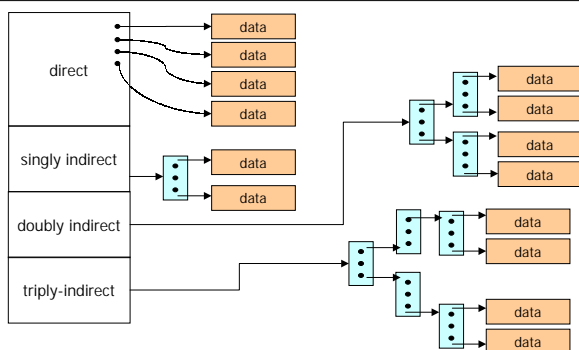 direct
data
data
data
data
singly indirect
data
data
doubly indirect
data
data
data
data
triply-indirect
data
data
data
data